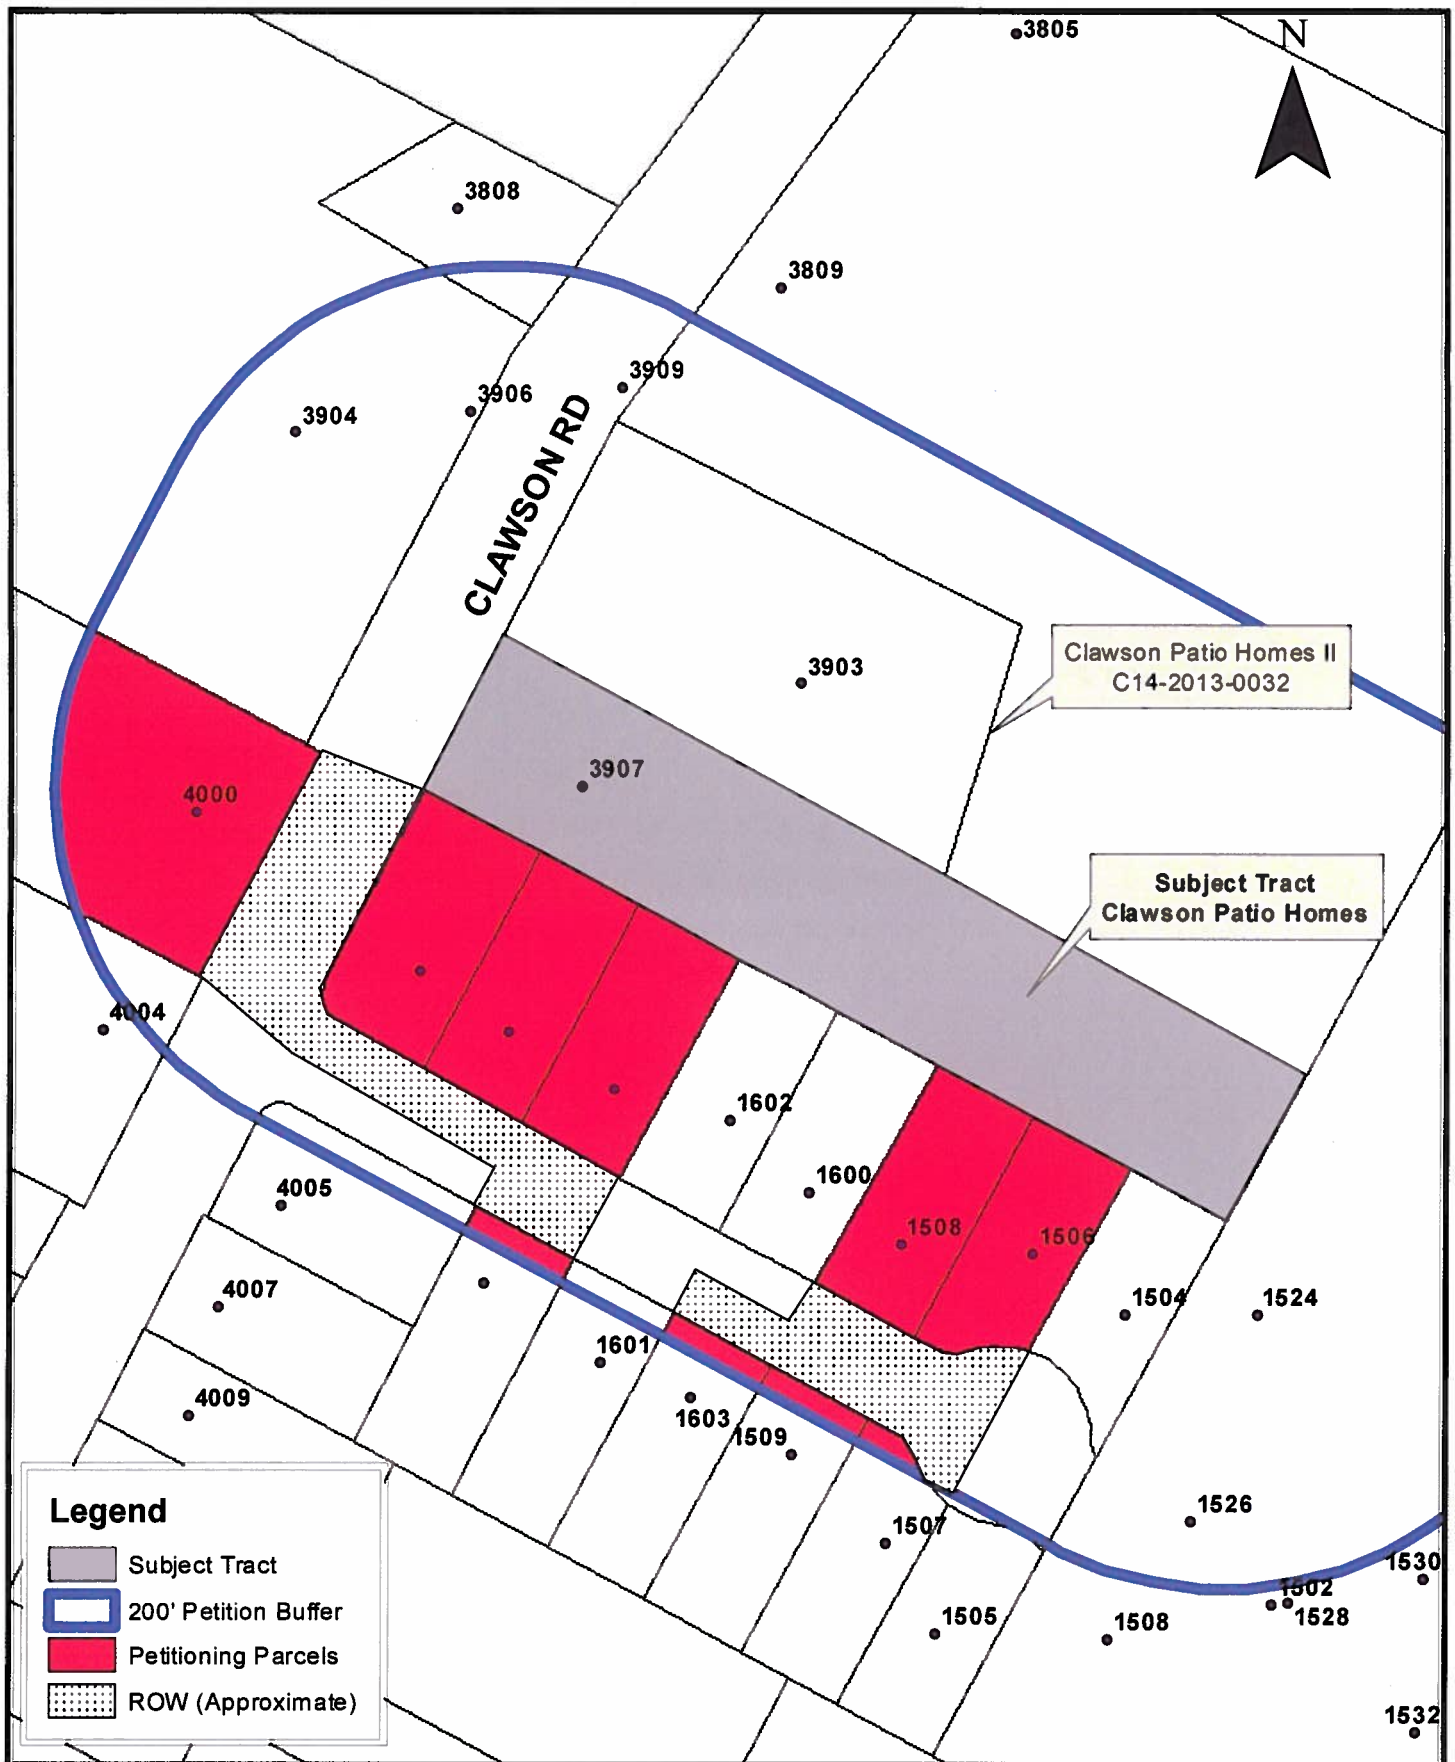 3805
N
3808
3809
3909
3906
3904
CLAWSON RD
3903
Clawson Patio Homes II
C14-2013-0032
3907
4000
Subject Tract
Clawson Patio Homes
4004
1602
1600
4005
1508
1506
4007
1504
1524
1601
4009
1603
1509
1507
1526
1530
1502
1528
1505
1508
1532
Legend
Subject Tract
200' Petition Buffer
Petitioning Parcels
ROW (Approximate)